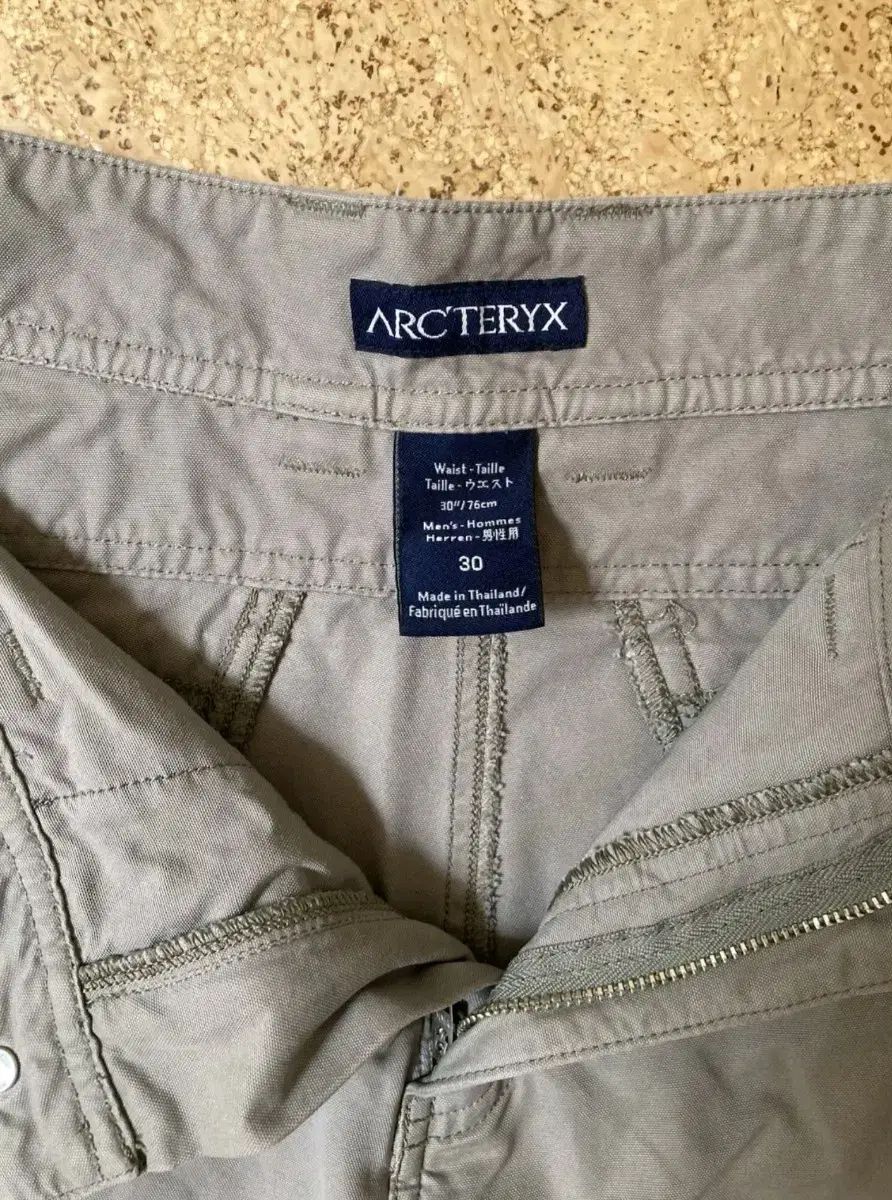 ARC'TERYX
Waist - Taille
Taille - ウエスト
30"/76cm
Men's - Hommes
Herren - 男性用
30
Made in Thailand/
Fabriqué en Thaïlande